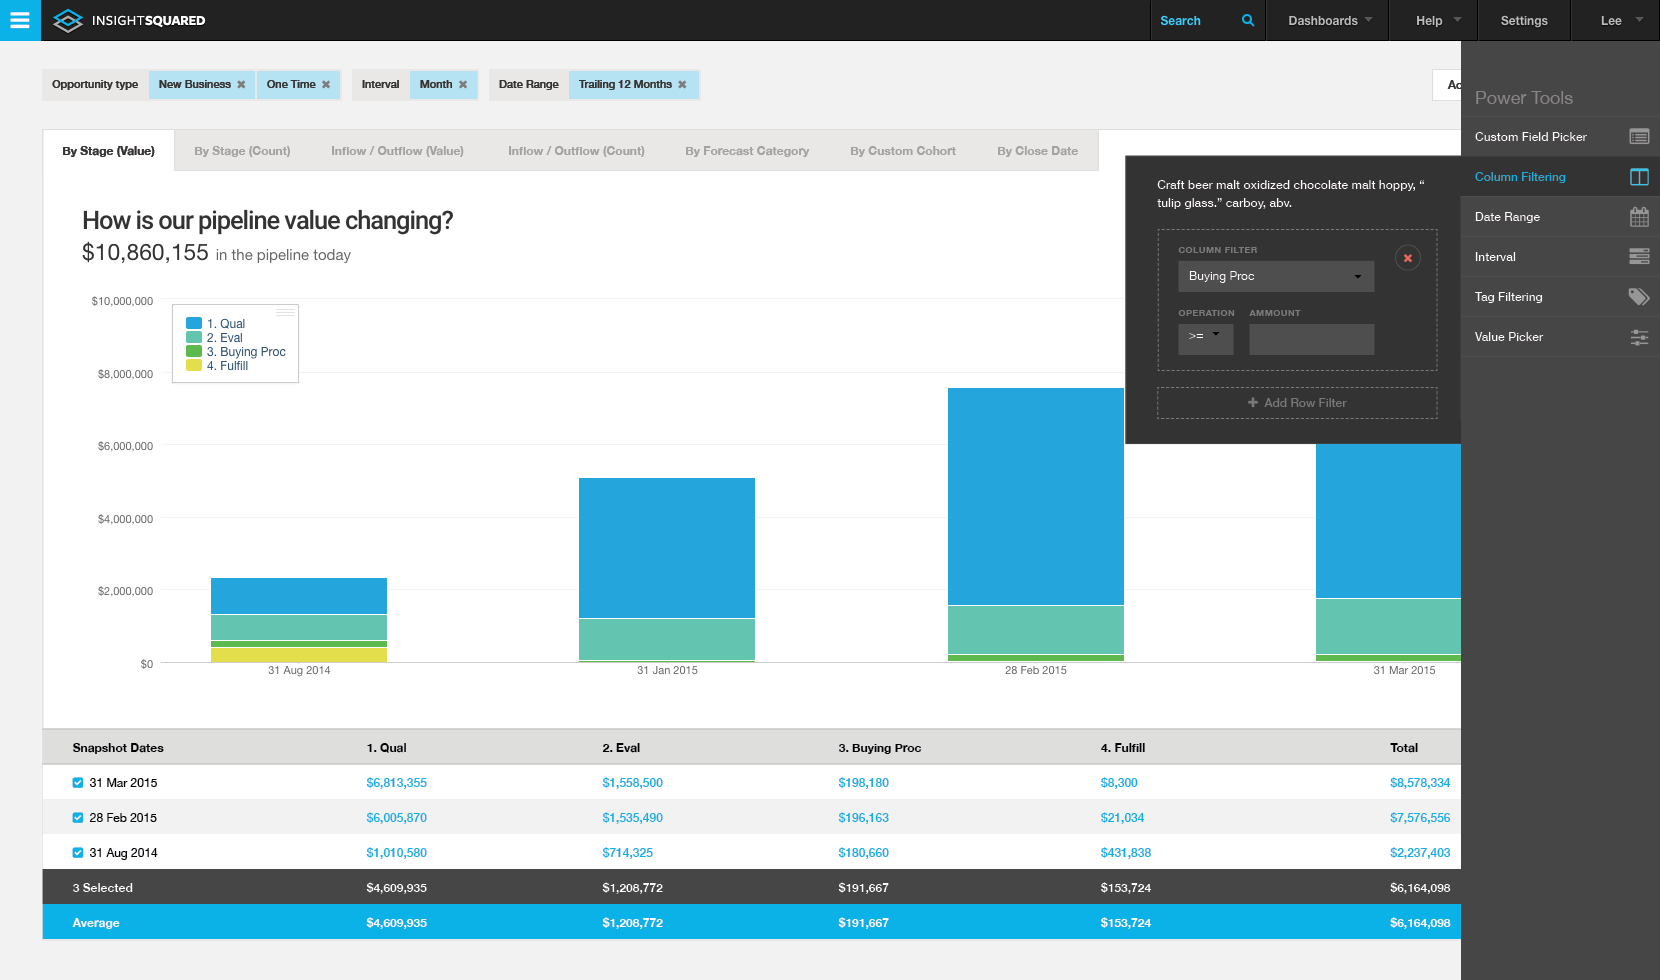 INSIGHTSQUARED
Search
Dashboards
Help
Settings
Lee
Opportunity type
New Business
One Time
Interval
Month
Date Range
Trailing 12 Months
Power Tools
Custom Field Picker
Column Filtering
Date Range
Interval
Tag Filtering
Value Picker
By Stage (Value)
By Stage (Count)
Inflow / Outflow (Value)
Inflow / Outflow (Count)
By Forecast Category
By Custom Cohort
By Close Date
Craft beer malt oxidized chocolate malt hoppy, “
tulip glass.” carboy, abv.
COLUMN FILTER
Buying Proc
OPERATION
AMMOUNT
>=
+ Add Row Filter
How is our pipeline value changing?
$10,860,155 in the pipeline today
$10,000,000
$8,000,000
$6,000,000
$4,000,000
$2,000,000
$0
1. Qual
2. Eval
3. Buying Proc
4. Fulfill
31 Aug 2014
31 Jan 2015
28 Feb 2015
31 Mar 2015
Snapshot Dates 1. Qual 2. Eval 3. Buying Proc 4. Fulfill Total
31 Mar 2015 $6,813,355 $1,558,500 $198,180 $8,300 $8,578,334
28 Feb 2015 $6,005,870 $1,535,490 $196,163 $21,034 $7,576,556
31 Aug 2014 $1,010,580 $714,325 $180,660 $431,838 $2,237,403
3 Selected $4,609,935 $1,208,772 $191,667 $153,724 $6,164,098
Average $4,609,935 $1,208,772 $191,667 $153,724 $6,164,098